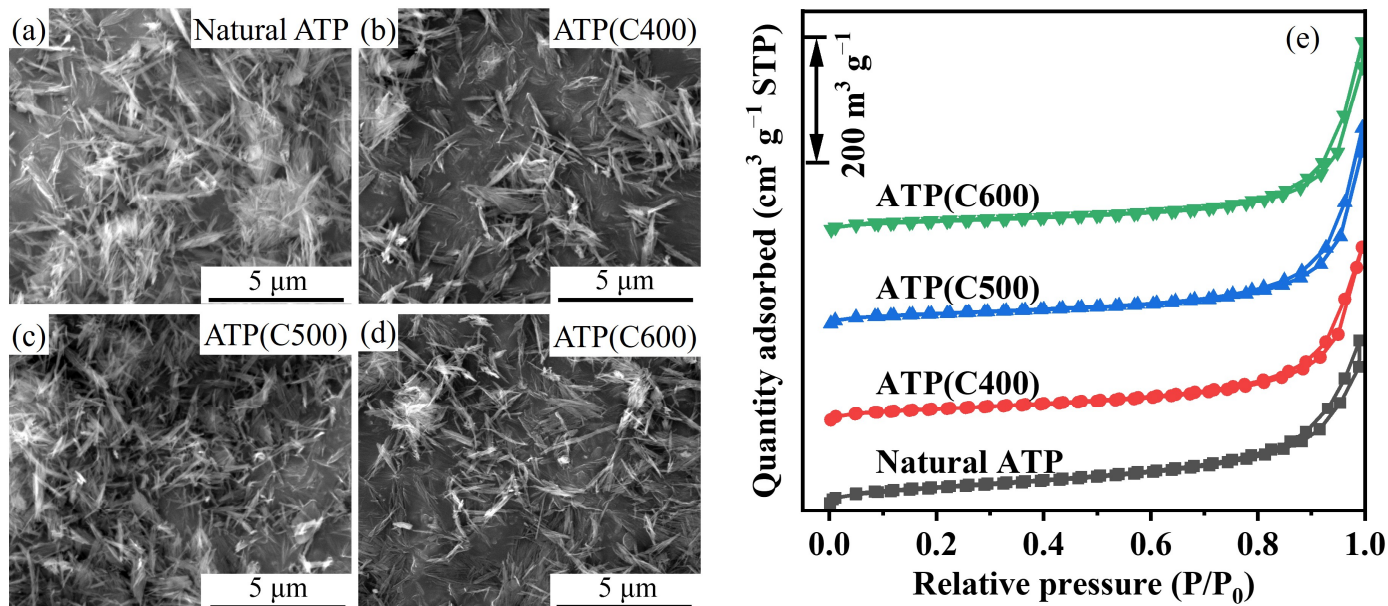 (a)
Natural ATP
5 µm
(b)
ATP(C400)
5 µm
(c)
ATP(C500)
5 µm
(d)
ATP(C600)
5 µm
(e)
Quantity adsorbed (cm³ g⁻¹ STP)
200 m³ g⁻¹
ATP(C600)
ATP(C500)
ATP(C400)
Natural ATP
0.0 0.2 0.4 0.6 0.8 1.0
Relative pressure (P/P₀)